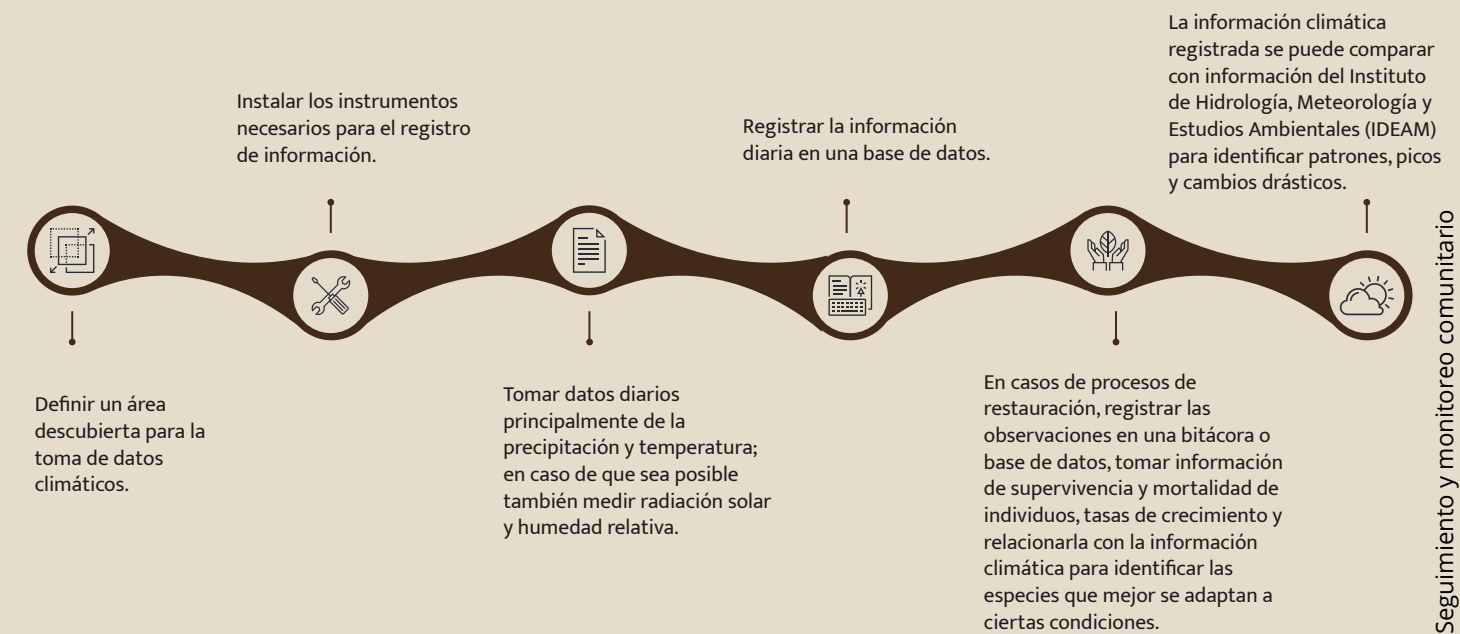 Definir un área
descubierta para la
toma de datos
climáticos.
Instalar los instrumentos
necesarios para el registro
de información.
Tomar datos diarios
principalmente de la
precipitación y temperatura;
en caso de que sea posible
también medir radiación solar
y humedad relativa.
Registrar la información
diaria en una base de datos.
En casos de procesos de
restauración, registrar las
observaciones en una bitácora o
base de datos, tomar información
de supervivencia y mortalidad de
individuos, tasas de crecimiento y
relacionarla con la información
climática para identificar las
especies que mejor se adaptan a
ciertas condiciones.
La información climática
registrada se puede comparar
con información del Instituto
de Hidrología, Meteorología y
Estudios Ambientales (IDEAM)
para identificar patrones, picos
y cambios drásticos.
Seguimiento y monitoreo comunitario